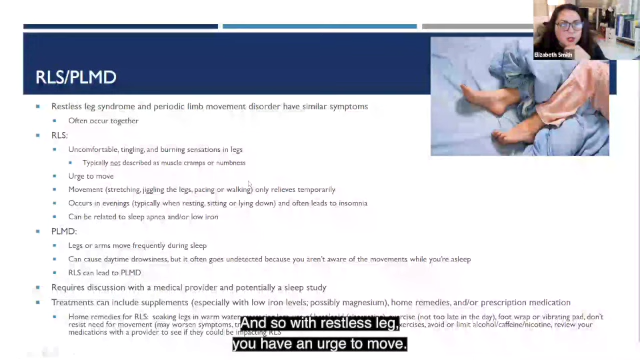 Elizabeth Smith
RLS/PLMD
Restless leg syndrome and periodic limb movement disorder have similar symptoms
Often occur together
RLS:
Uncomfortable, tingling, and burning sensations in legs
Typically not described as muscle cramps or numbness
Urge to move
Movement (stretching, jiggling the legs, pacing or walking) only relieves temporarily
Occurs in evenings (typically when resting, sitting or lying down) and often leads to insomnia
Can be related to sleep apnea and/or low iron
PLMD:
Legs or arms move frequently during sleep
Can cause daytime drowsiness, but it often goes undetected because you aren't aware of the movements while you're asleep
RLS can lead to PLMD
Requires discussion with a medical provider and potentially a sleep study
Treatments can include supplements (especially with low iron levels; possibly magnesium), home remedies, and/or prescription medication
Home remedies for RLS: soaking legs in warm water, exercise (not too late in the day), foot wrap or vibrating pad, don't
resist need for movement (may worsen symptoms, exercises, avoid or limit alcohol/caffeine/nicotine, review your
medications with a provider to see if they could be impacting RLS
And so with restless leg,
you have an urge to move.